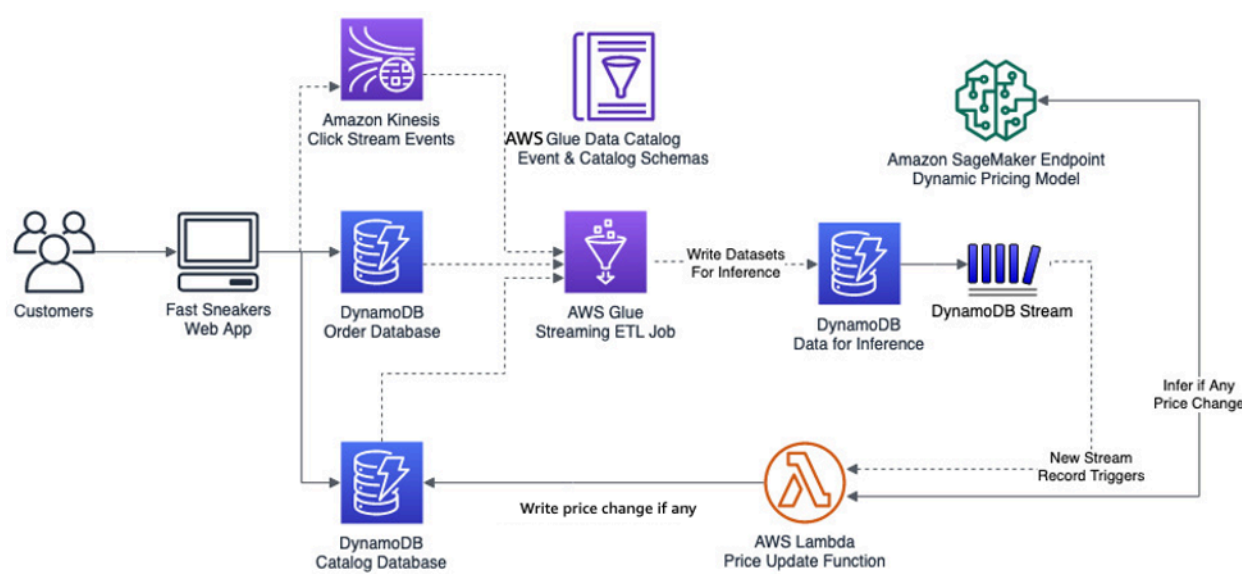 Amazon Kinesis
Click Stream Events
AWS Glue Data Catalog
Event & Catalog Schemas
Amazon SageMaker Endpoint
Dynamic Pricing Model
Customers
Fast Sneakers
Web App
DynamoDB
Order Database
AWS Glue
Streaming ETL Job
Write Datasets
For Inference
DynamoDB
Data for Inference
DynamoDB Stream
Infer if Any
Price Change
New Stream
Record Triggers
Write price change if any
DynamoDB
Catalog Database
AWS Lambda
Price Update Function